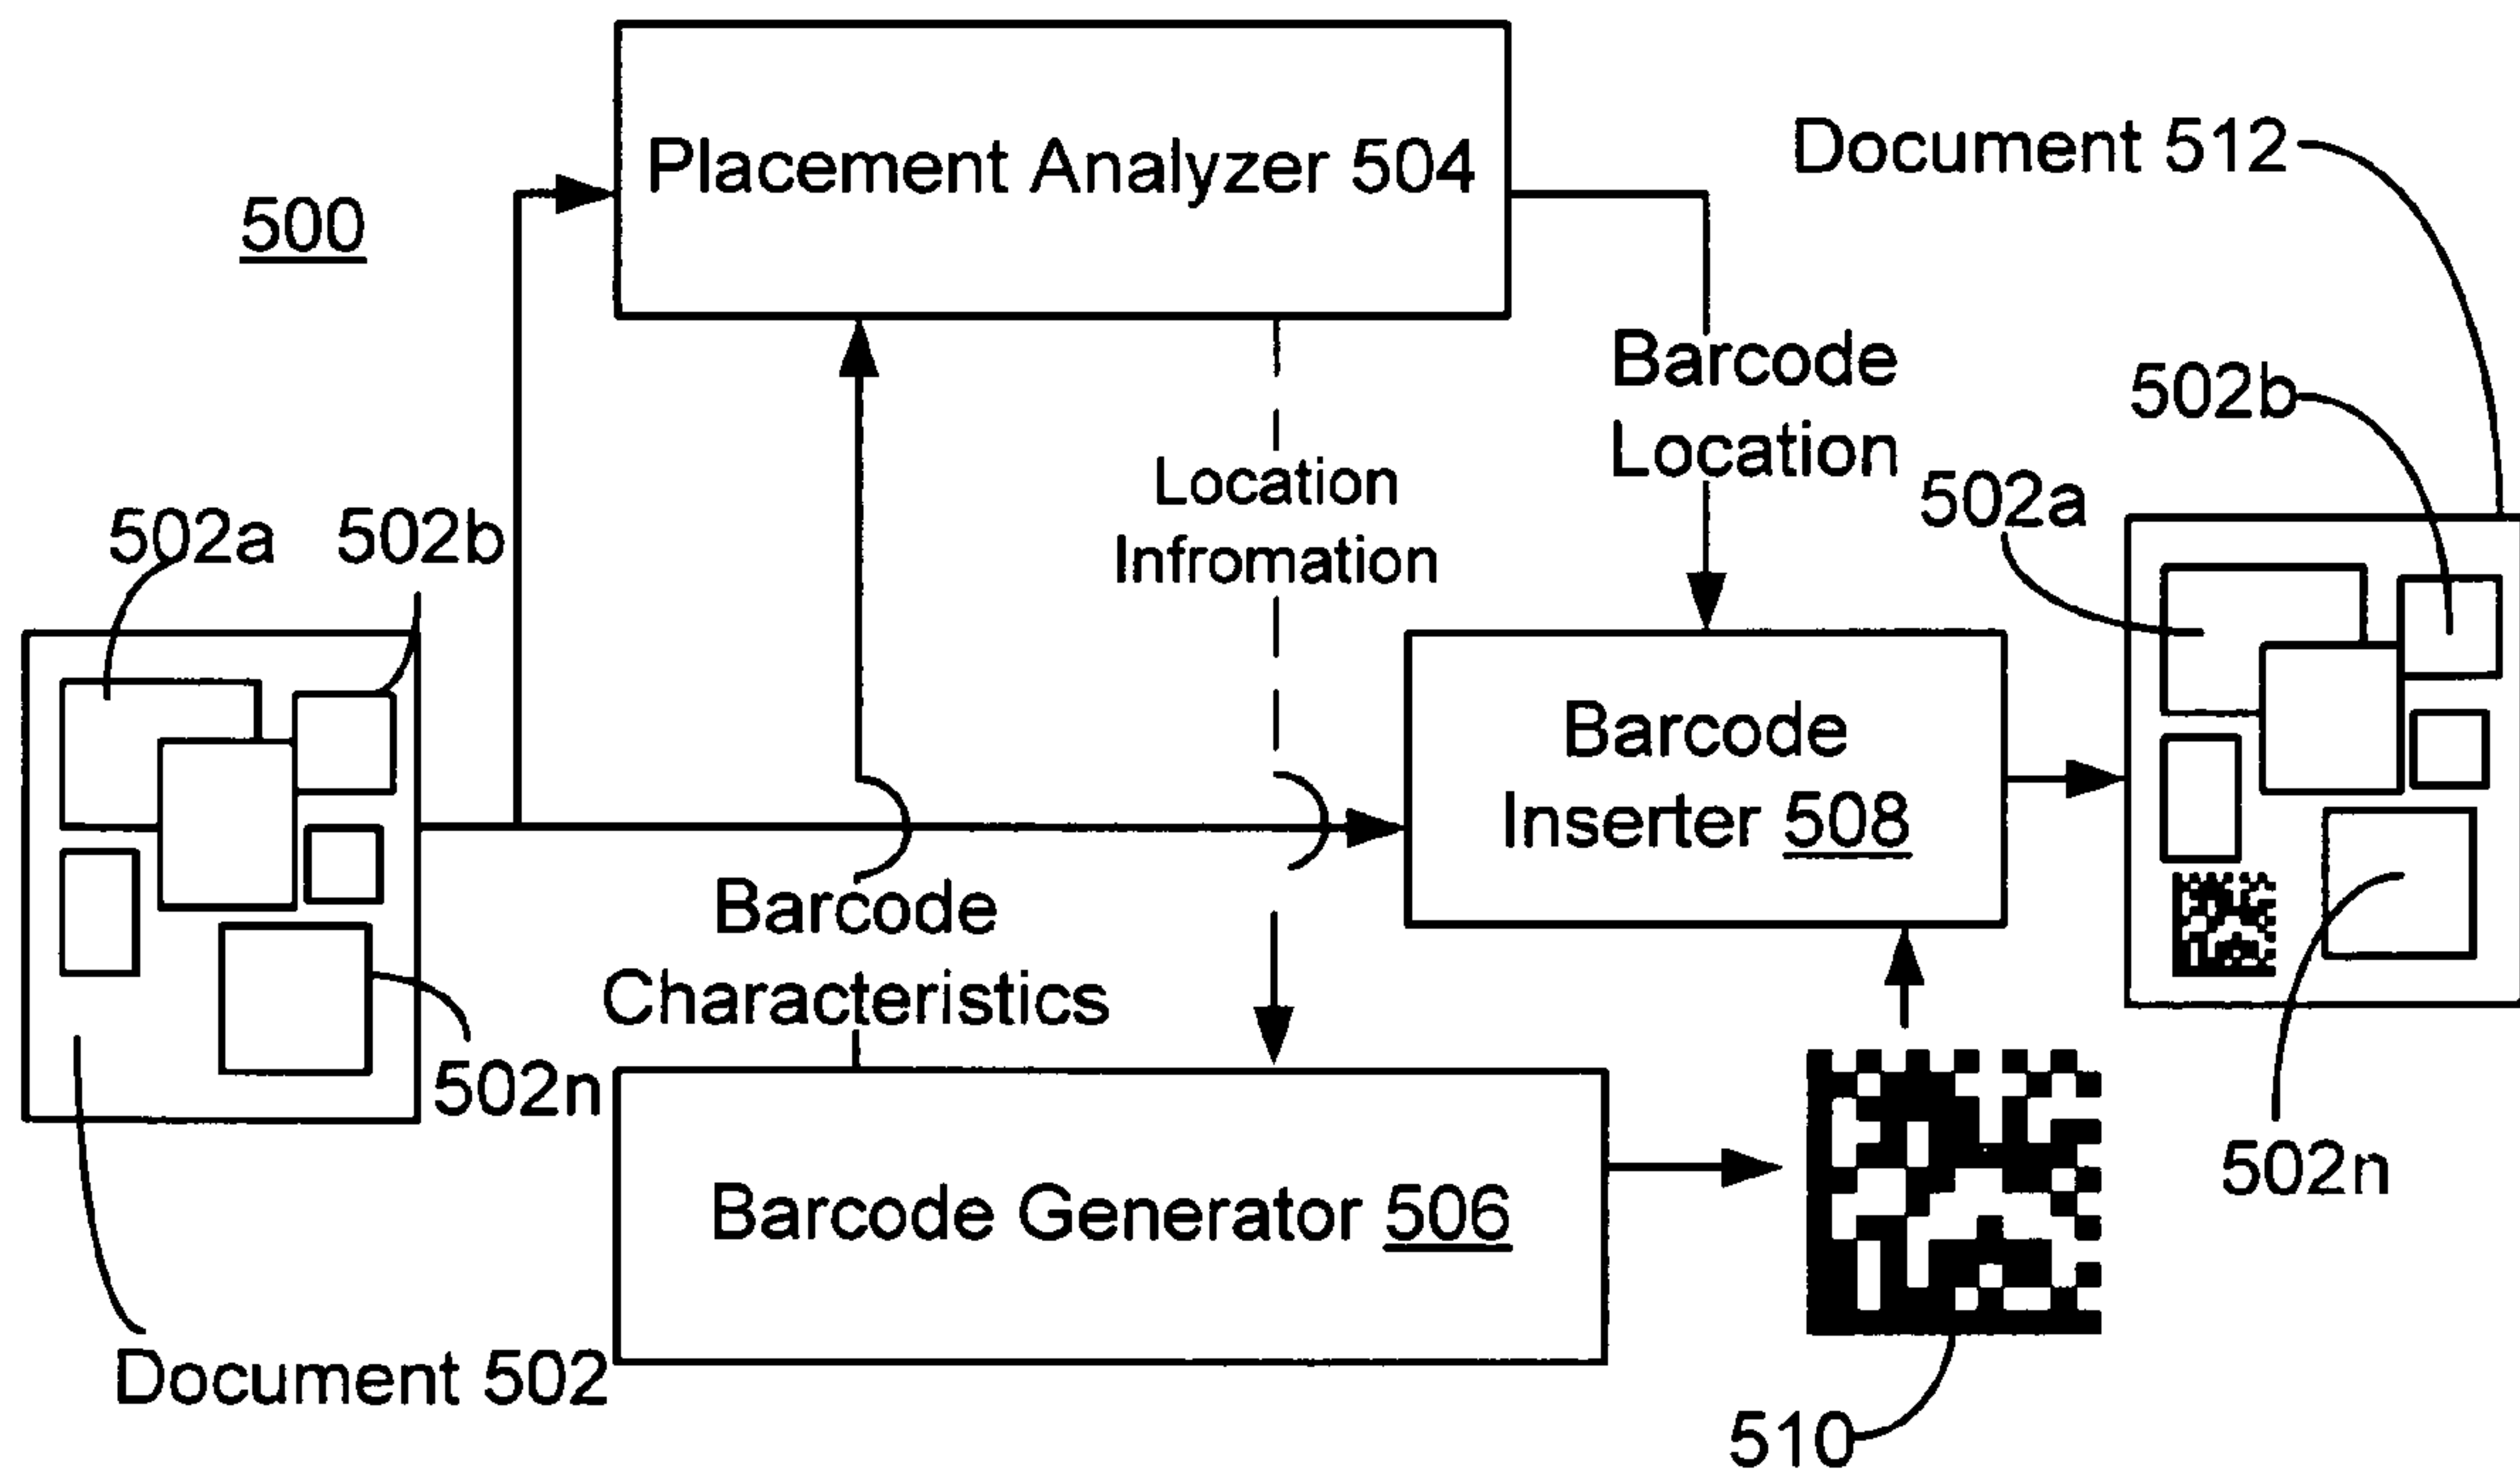 Placement Analyzer 504
Document 512
500
Barcode
Location
502b
Location
Infromation
502a
502a
502b
Barcode
Inserter 508
Barcode
Characteristics
502n
502n
Barcode Generator 506
Document 502
510